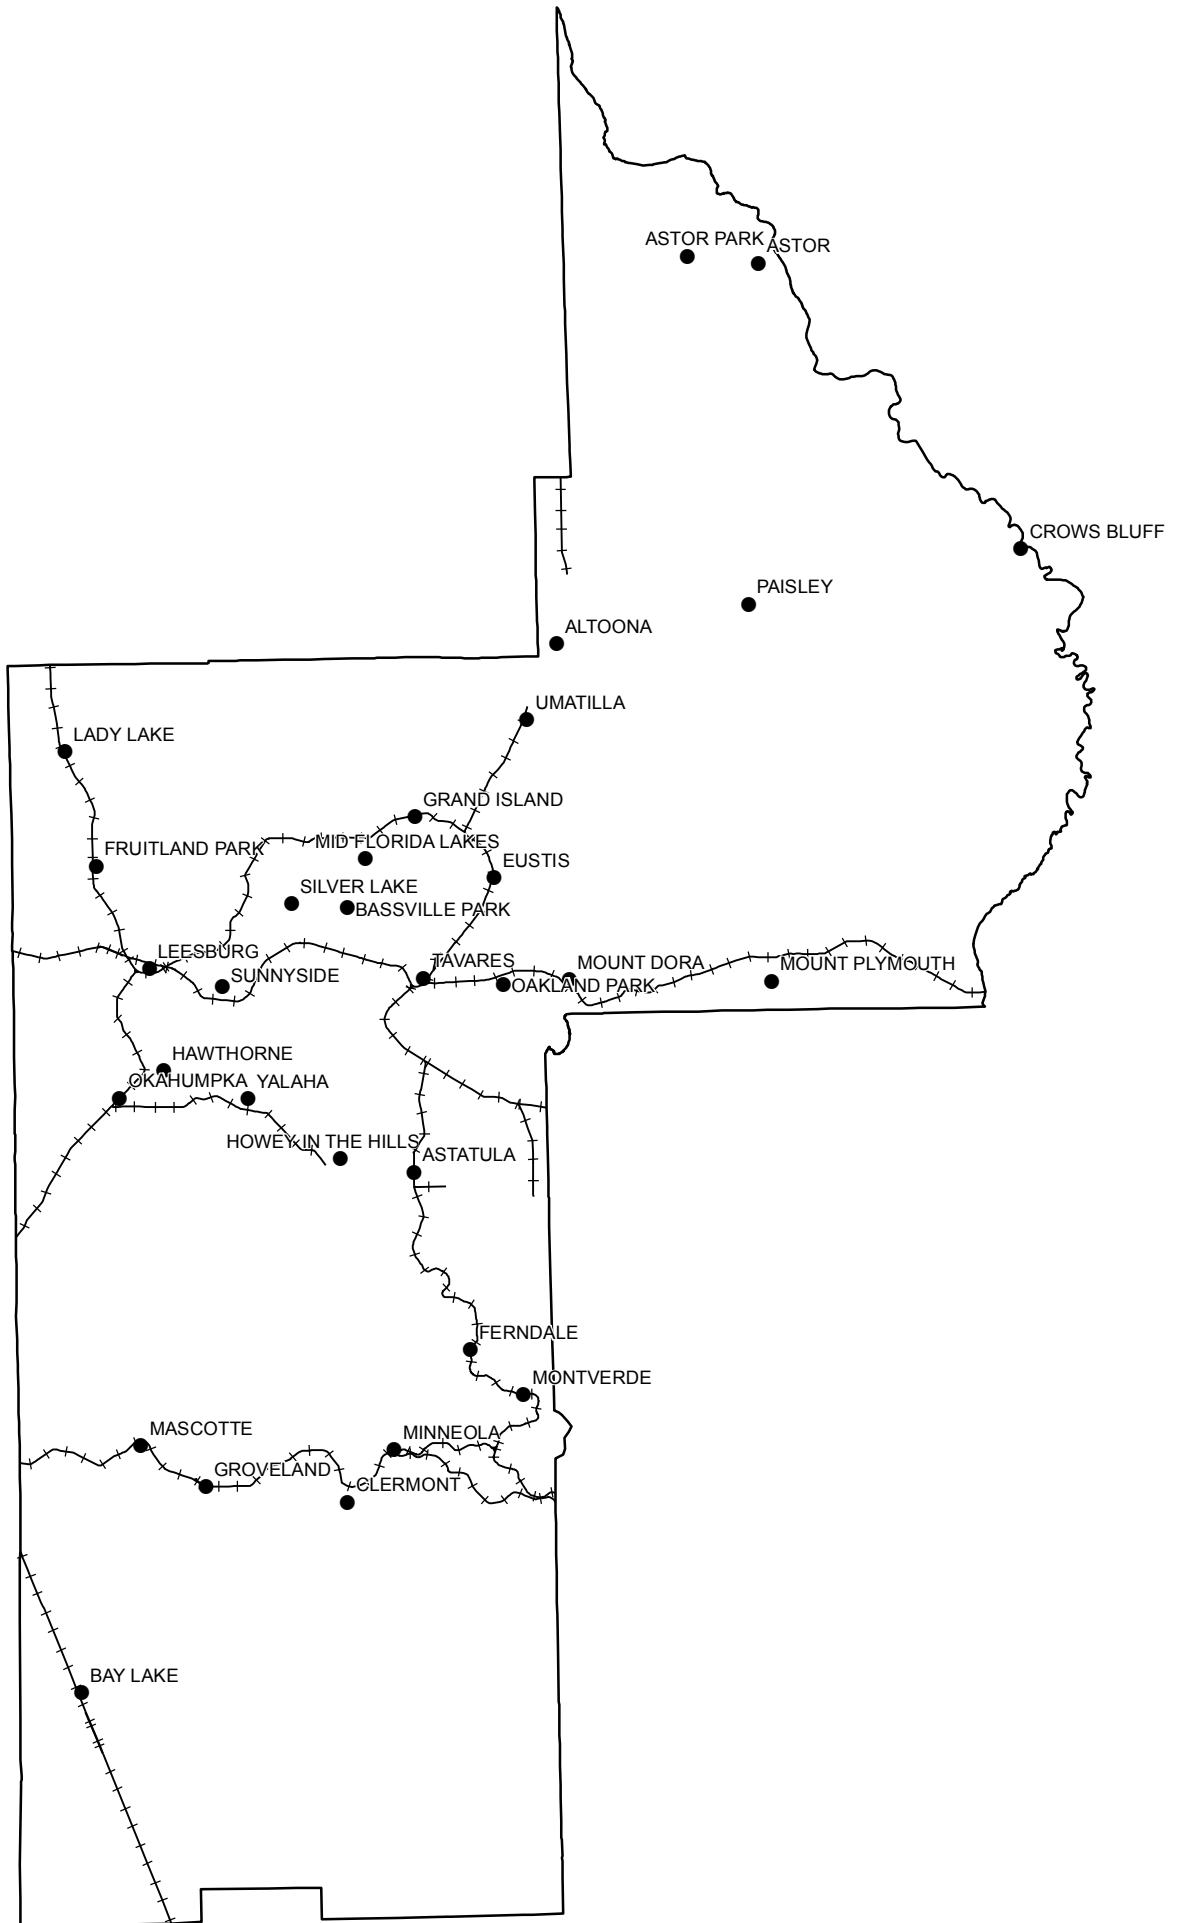 ASTOR PARK
ASTOR
CROWS BLUFF
PAISLEY
ALTOONA
UMATILLA
LADY LAKE
GRAND ISLAND
MID FLORIDA LAKES
FRUITLAND PARK
EUSTIS
SILVER LAKE
BASSVILLE PARK
LEESBURG
TAVARES
MOUNT DORA
MOUNT PLYMOUTH
SUNNYSIDE
OAKLAND PARK
HAWTHORNE
OKAHUMPKA
YALAHA
HOWEY IN THE HILLS
ASTATULA
FERNDALE
MONTVERDE
MASCOTTE
MINNEOLA
GROVELAND
CLERMONT
BAY LAKE